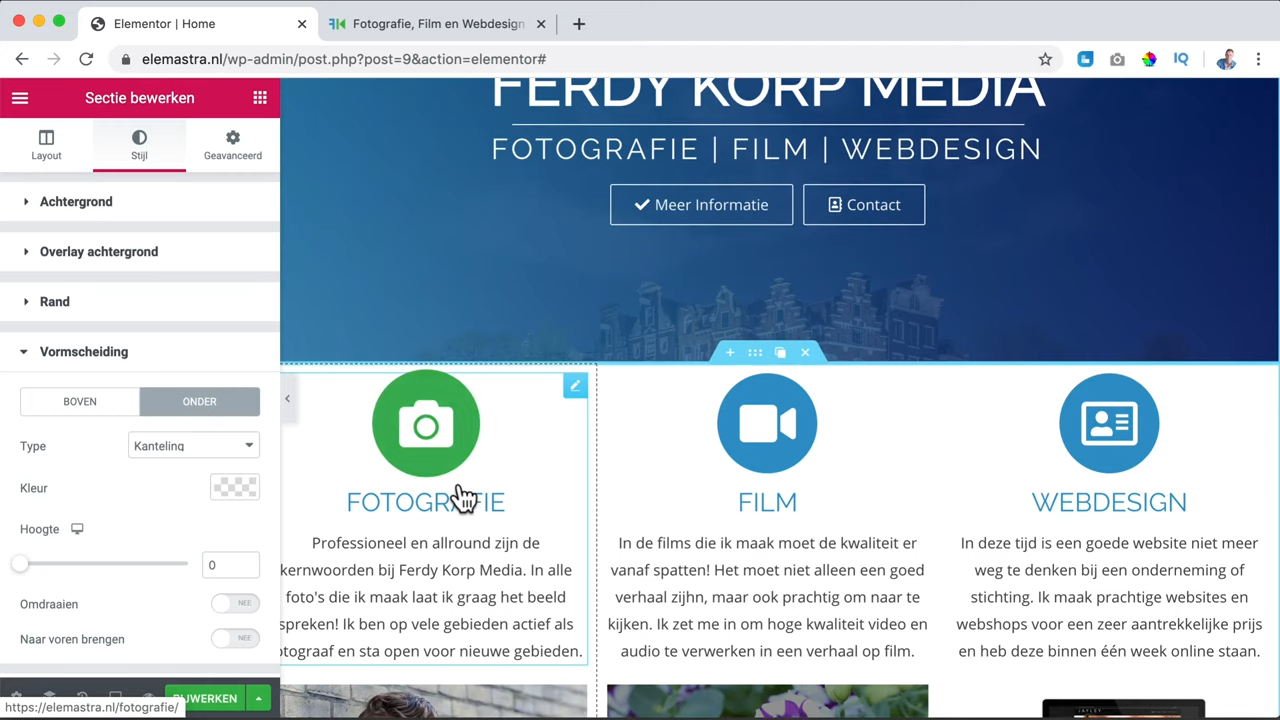 Elementor | Home
Fotografie, Film en Webdesign
elemastra.nl/wp-admin/post.php?post=9&action=elementor#
IQ
Sectie bewerken
Layout
Stijl
Geavanceerd
Achtergrond
Overlay achtergrond
Rand
Vormscheiding
BOVEN
ONDER
Type
Kanteling
Kleur
Hoogte
0
Omdraaien
NEE
Naar voren brengen
NEE
BIJWERKEN
https://elemastra.nl/fotografie/
FERDY KORP MEDIA
FOTOGRAFIE | FILM | WEBDESIGN
Meer Informatie
Contact
FOTOGRAFIE
Professioneel en allround zijn de
kernwoorden bij Ferdy Korp Media. In alle
foto's die ik maak laat ik graag het beeld
spreken! Ik ben op vele gebieden actief als
otograaf en sta open voor nieuwe gebieden.
FILM
In de films die ik maak moet de kwaliteit er
vanaf spatten! Het moet niet alleen een goed
verhaal zijhn, maar ook prachtig om naar te
kijken. Ik zet me in om hoge kwaliteit video en
audio te verwerken in een verhaal op film.
WEBDESIGN
In deze tijd is een goede website niet meer
weg te denken bij een onderneming of
stichting. Ik maak prachtige websites en
webshops voor een zeer aantrekkelijke prijs
en heb deze binnen één week online staan.